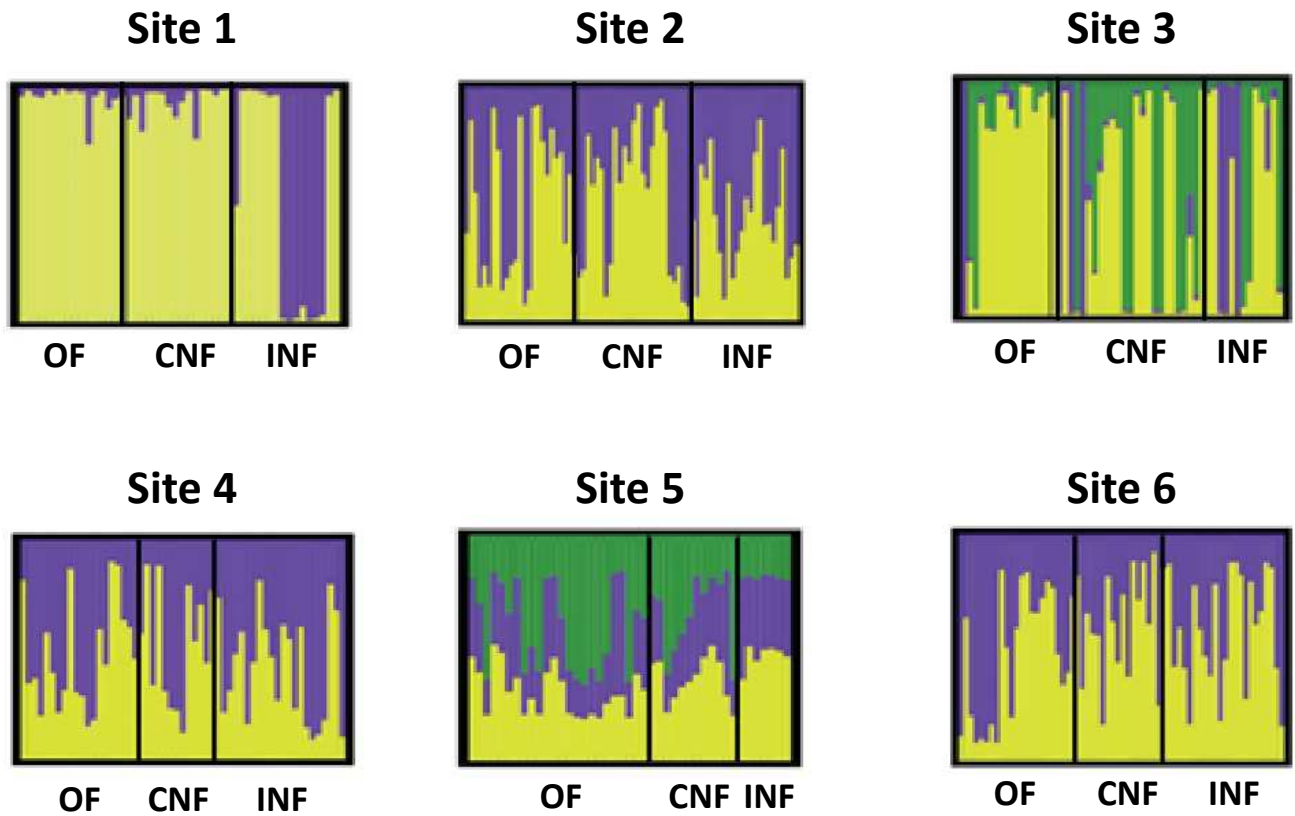 Site 1 Site 2 Site 3
OF CNF INF OF CNF INF OF CNF INF
Site 4 Site 5 Site 6
OF CNF INF OF CNF INF OF CNF INF